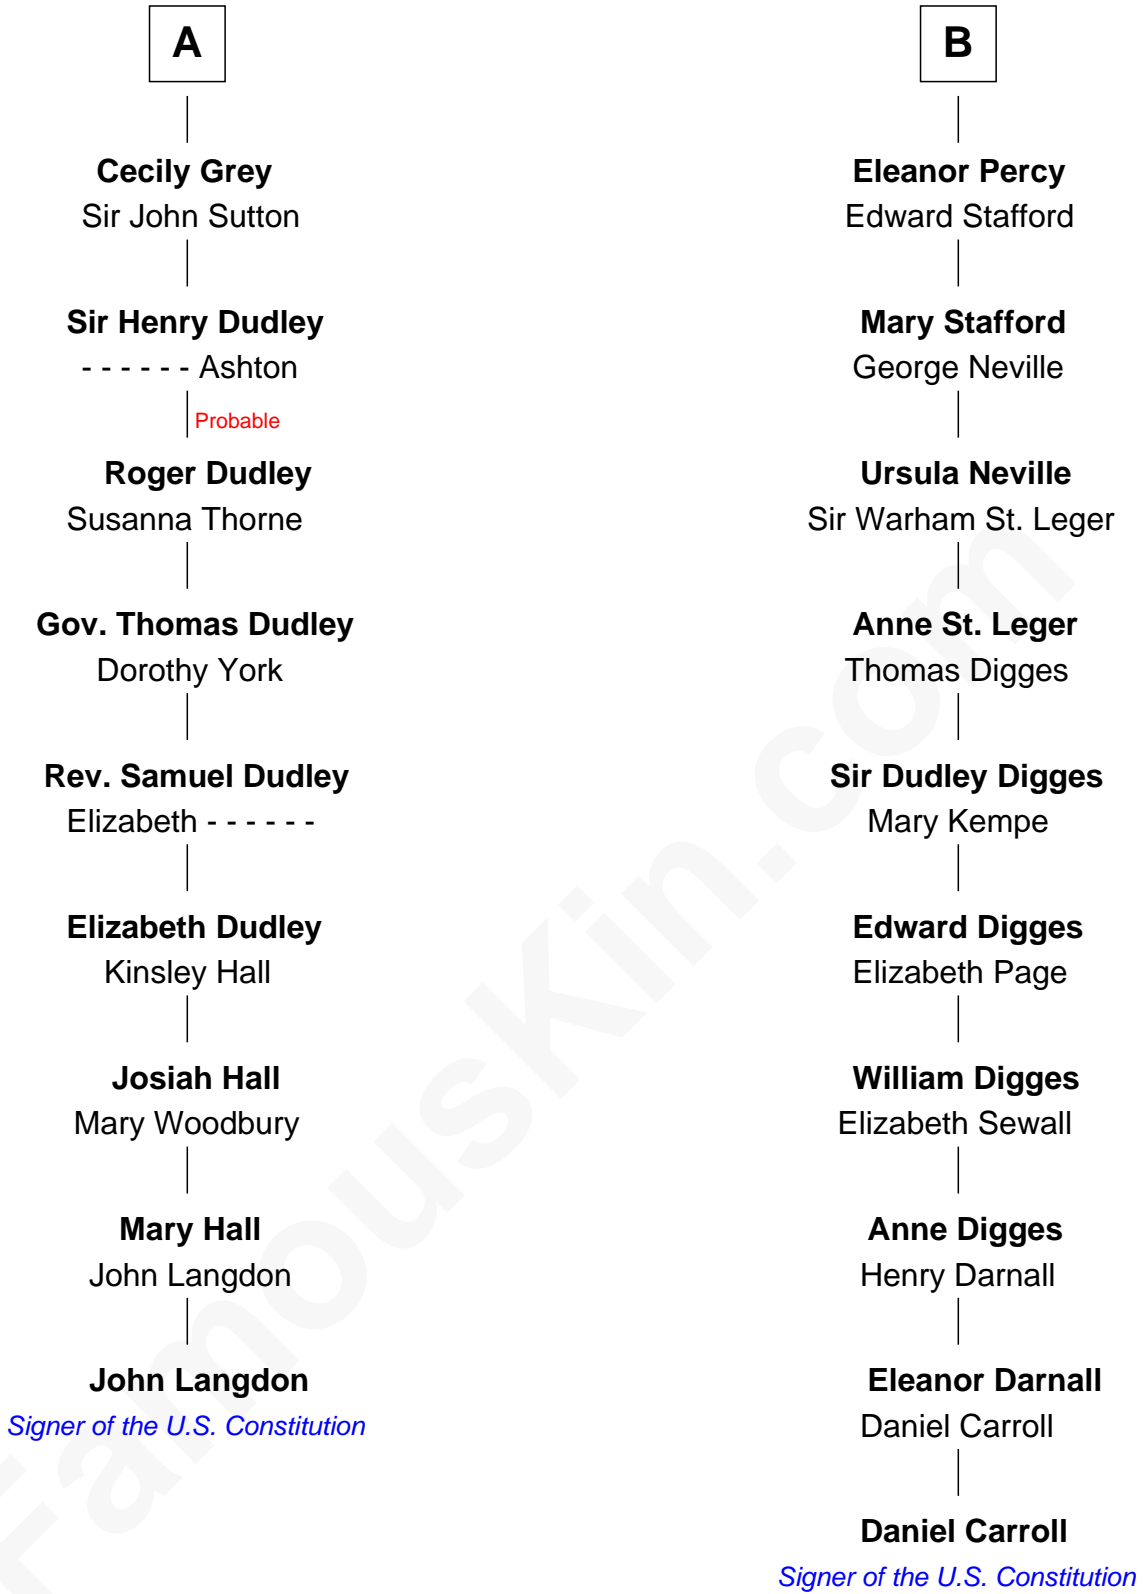 A
Cecily Grey
Sir John Sutton
Sir Henry Dudley
- - - - - - Ashton
Probable
Roger Dudley
Susanna Thorne
Gov. Thomas Dudley
Dorothy York
Rev. Samuel Dudley
Elizabeth - - - - - -
Elizabeth Dudley
Kinsley Hall
Josiah Hall
Mary Woodbury
Mary Hall
John Langdon
John Langdon
Signer of the U.S. Constitution
B
Eleanor Percy
Edward Stafford
Mary Stafford
George Neville
Ursula Neville
Sir Warham St. Leger
Anne St. Leger
Thomas Digges
Sir Dudley Digges
Mary Kempe
Edward Digges
Elizabeth Page
William Digges
Elizabeth Sewall
Anne Digges
Henry Darnall
Eleanor Darnall
Daniel Carroll
Daniel Carroll
Signer of the U.S. Constitution
FamousKin.com